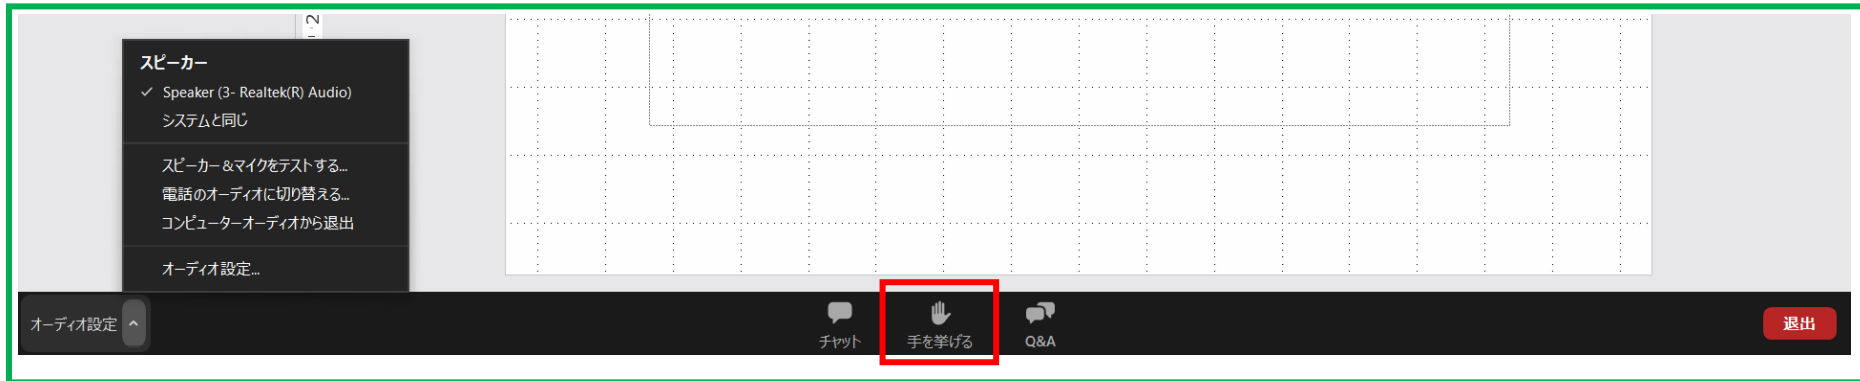 2
スピーカー
Speaker (3- Realtek(R) Audio)
システムと同じ
スピーカー&マイクをテストする...
電話のオーディオに切り替える...
コンピューターオーディオから退出
オーディオ設定...
オーディオ設定
チャット
手を挙げる
Q&A
退出